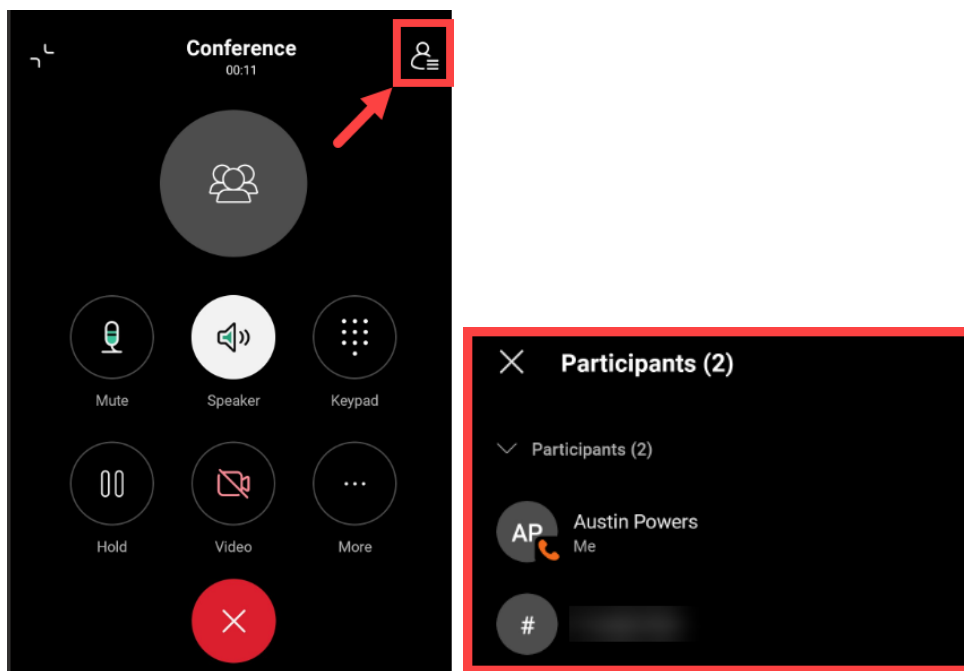 Conference
00:11
Mute
Speaker
Keypad
Hold
Video
More
Participants (2)
Participants (2)
AP
Austin Powers
Me
#